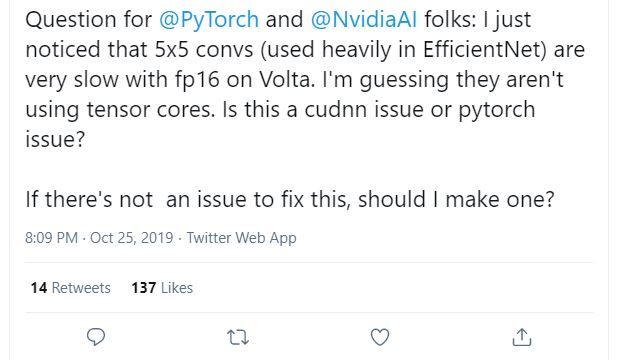 Question for @PyTorch and @NvidiaAI folks: I just
noticed that 5x5 convs (used heavily in EfficientNet) are
very slow with fp16 on Volta. I'm guessing they aren't
using tensor cores. Is this a cudnn issue or pytorch
issue?
If there's not an issue to fix this, should I make one?
8:09 PM · Oct 25, 2019 · Twitter Web App
14 Retweets 137 Likes